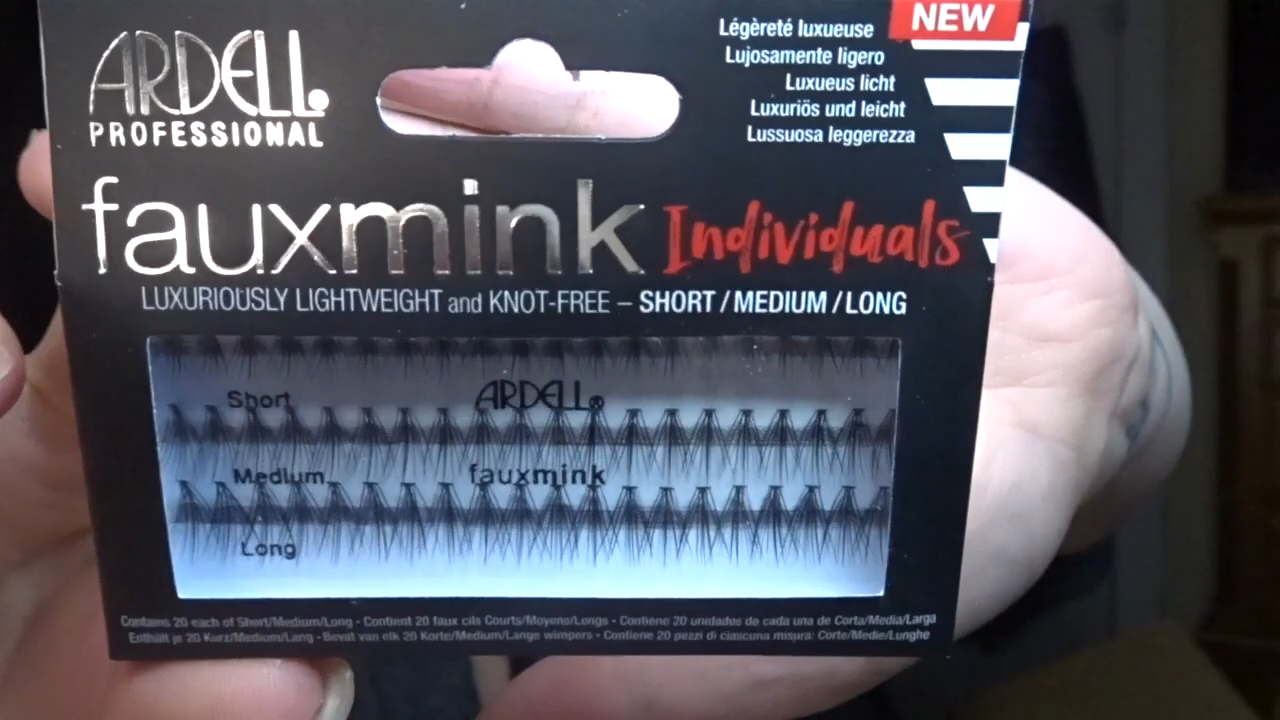 NEW
Légèreté luxueuse
Lujosamente ligero
Luxueus licht
Luxuriös und leicht
Lussuosa leggerezza
ARDELL
PROFESSIONAL
fauxmink Individuals
LUXURIOUSLY LIGHTWEIGHT and KNOT-FREE – SHORT / MEDIUM / LONG
Short
ARDELL®
Medium
fauxmink
Long
Contains 20 each of Short/Medium/Long - Contient 20 faux cils Courts/Moyens/Longs - Contiene 20 unidades de cada una de Corta/Media/Larga
Enthält je 20 Kurz/Medium/Lang - Bevat van elk 20 Korte/Medium/Lange wimpers - Contiene 20 pezzi di ciascuna misura: Corte/Medie/Lunghe